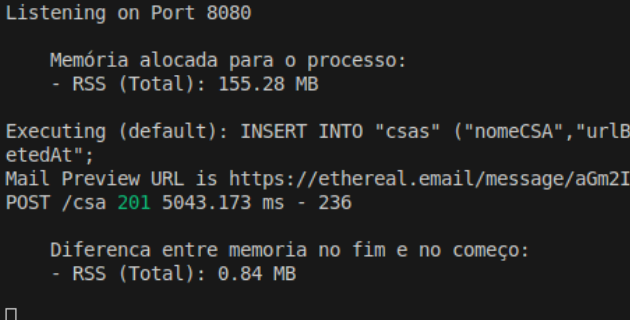 Listening on Port 8080
Memória alocada para o processo:
- RSS (Total): 155.28 MB
Executing (default): INSERT INTO "csas" ("nomeCSA","urlB
etedAt";
Mail Preview URL is https://ethereal.email/message/aGm2I
POST /csa 201 5043.173 ms - 236
Diferenca entre memoria no fim e no começo:
- RSS (Total): 0.84 MB